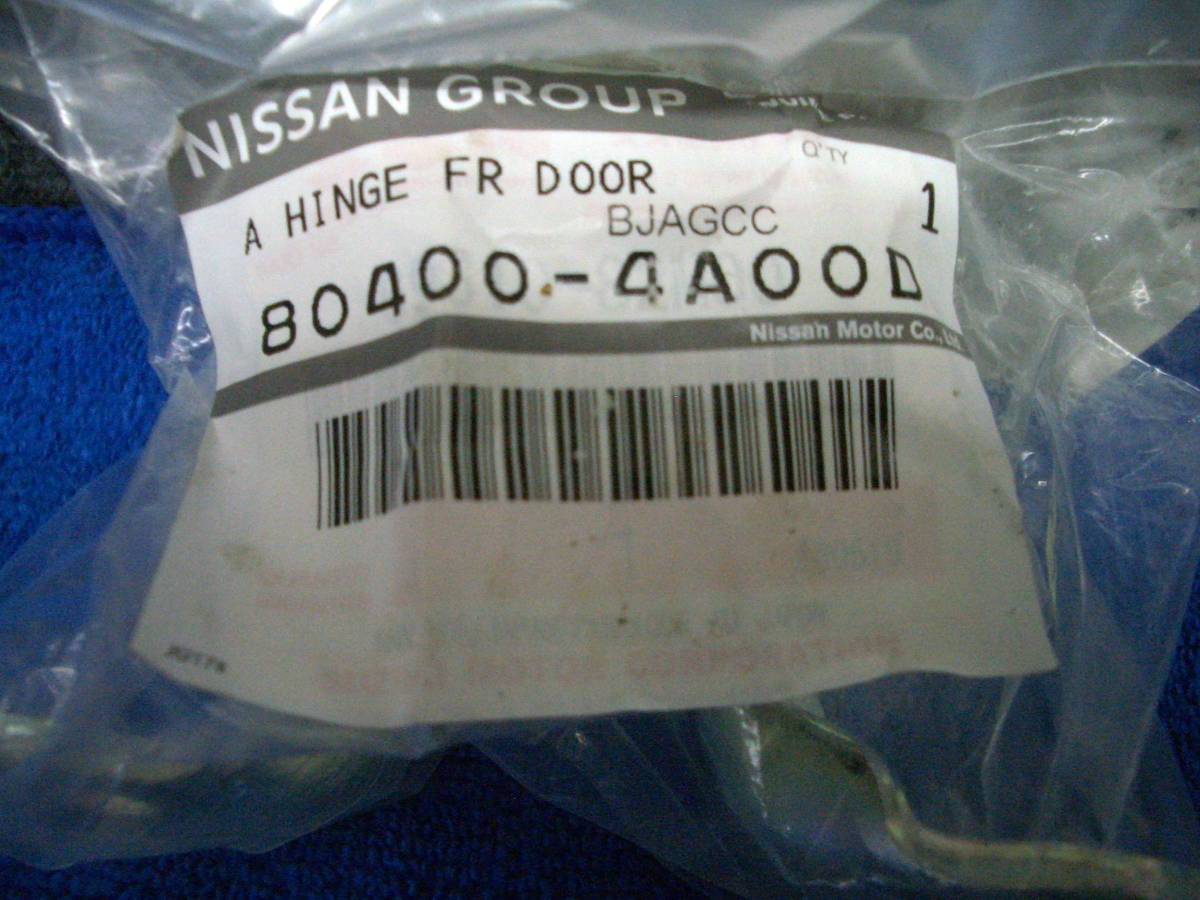 NISSAN GROUP
Q'TY
A HINGE FR DOOR
1
BJAGCC
80400-4A00D
Nissan Motor Co., Ltd.